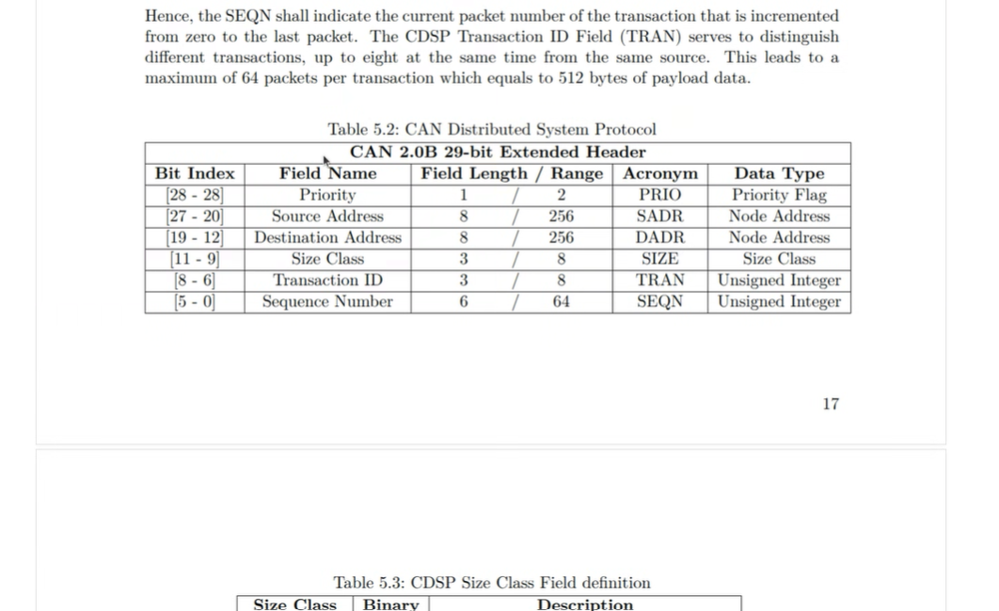 Hence, the SEQN shall indicate the current packet number of the transaction that is incremented
from zero to the last packet. The CDSP Transaction ID Field (TRAN) serves to distinguish
different transactions, up to eight at the same time from the same source. This leads to a
maximum of 64 packets per transaction which equals to 512 bytes of payload data.
Table 5.2: CAN Distributed System Protocol
CAN 2.0B 29-bit Extended Header
Bit Index Field Name Field Length / Range Acronym Data Type
[28 - 28] Priority 1 / 2 PRIO Priority Flag
[27 - 20] Source Address 8 / 256 SADR Node Address
[19 - 12] Destination Address 8 / 256 DADR Node Address
[11 - 9] Size Class 3 / 8 SIZE Size Class
[8 - 6] Transaction ID 3 / 8 TRAN Unsigned Integer
[5 - 0] Sequence Number 6 / 64 SEQN Unsigned Integer
17
Table 5.3: CDSP Size Class Field definition
Size Class Binary Description